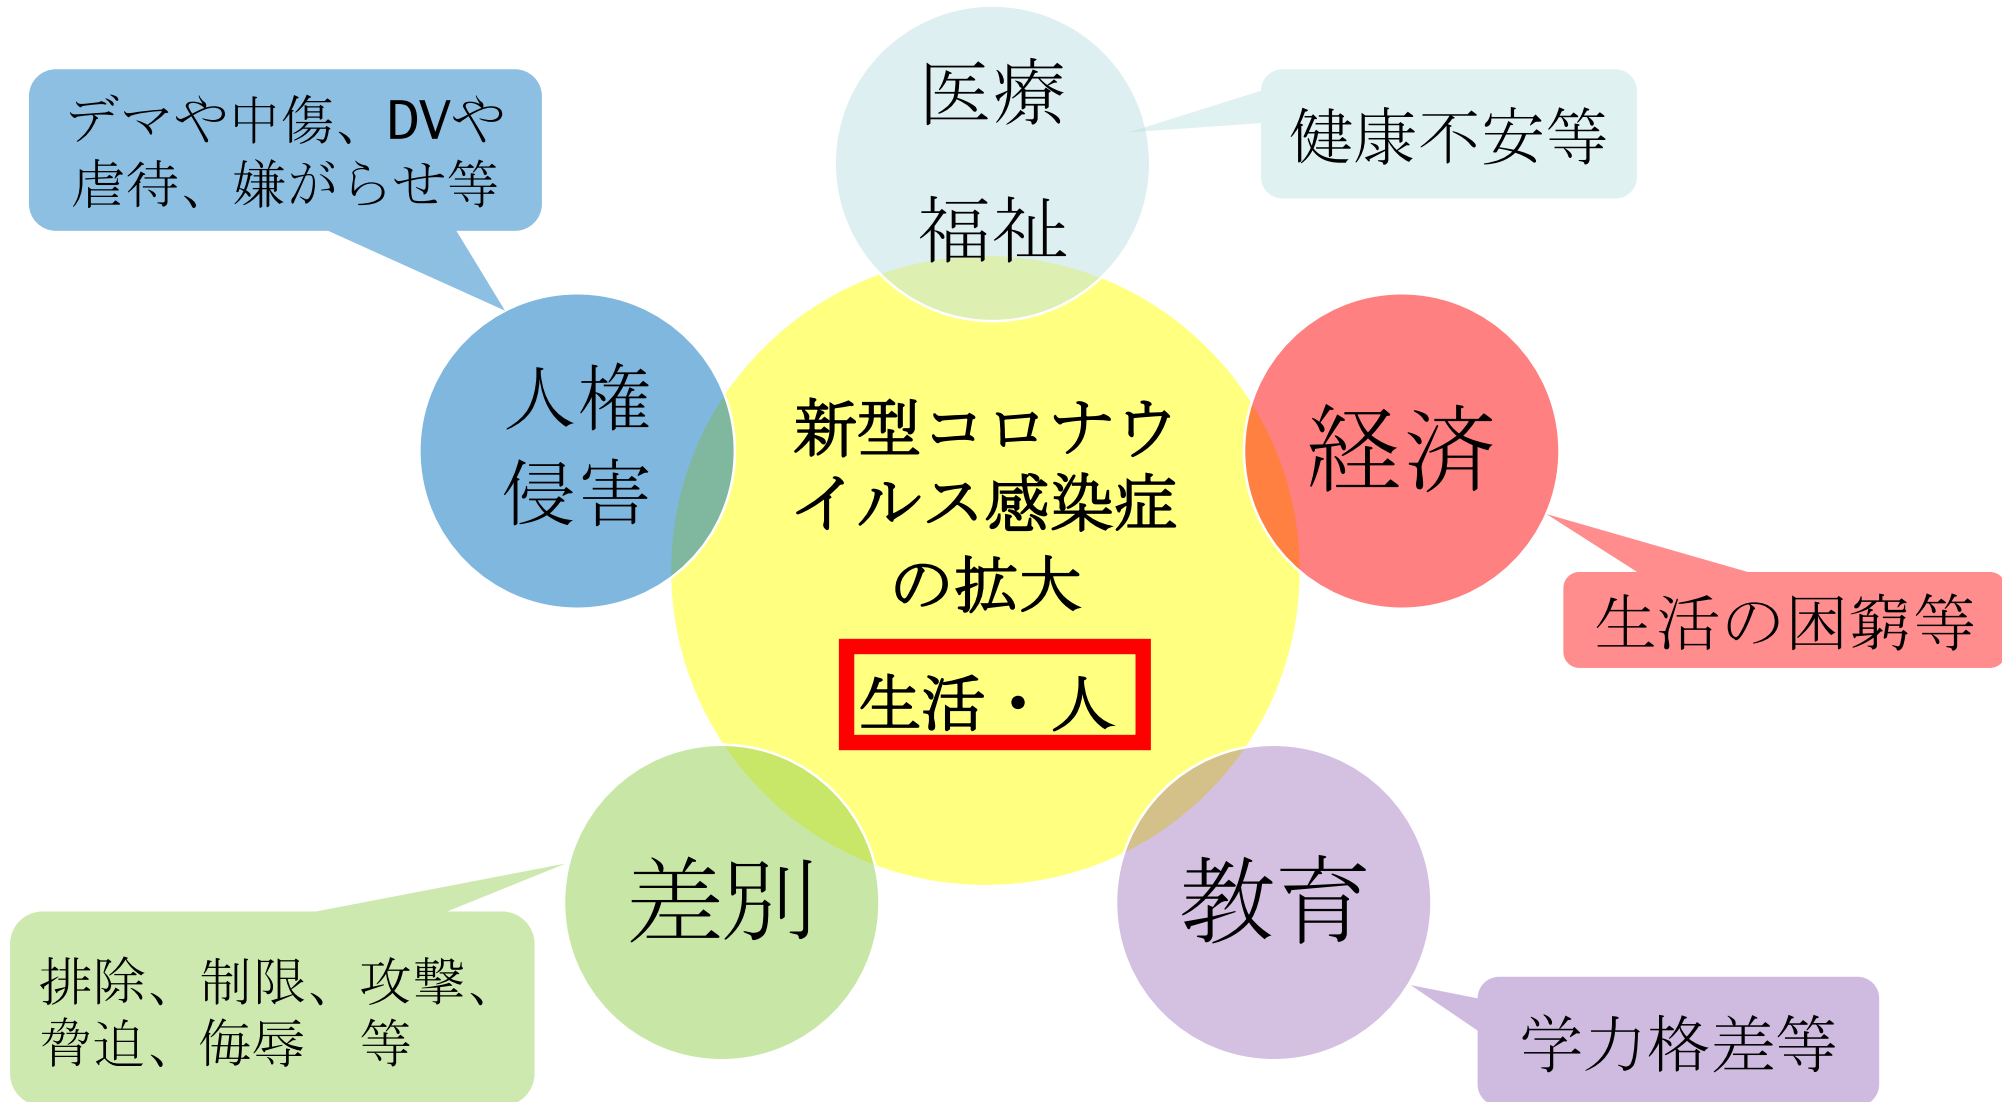 医療
福祉
健康不安等
デマや中傷、DVや
虐待、嫌がらせ等
人権
侵害
新型コロナウ
イルス感染症
の拡大
生活・人
経済
生活の困窮等
差別
排除、制限、攻撃、
脅迫、侮辱　等
教育
学力格差等